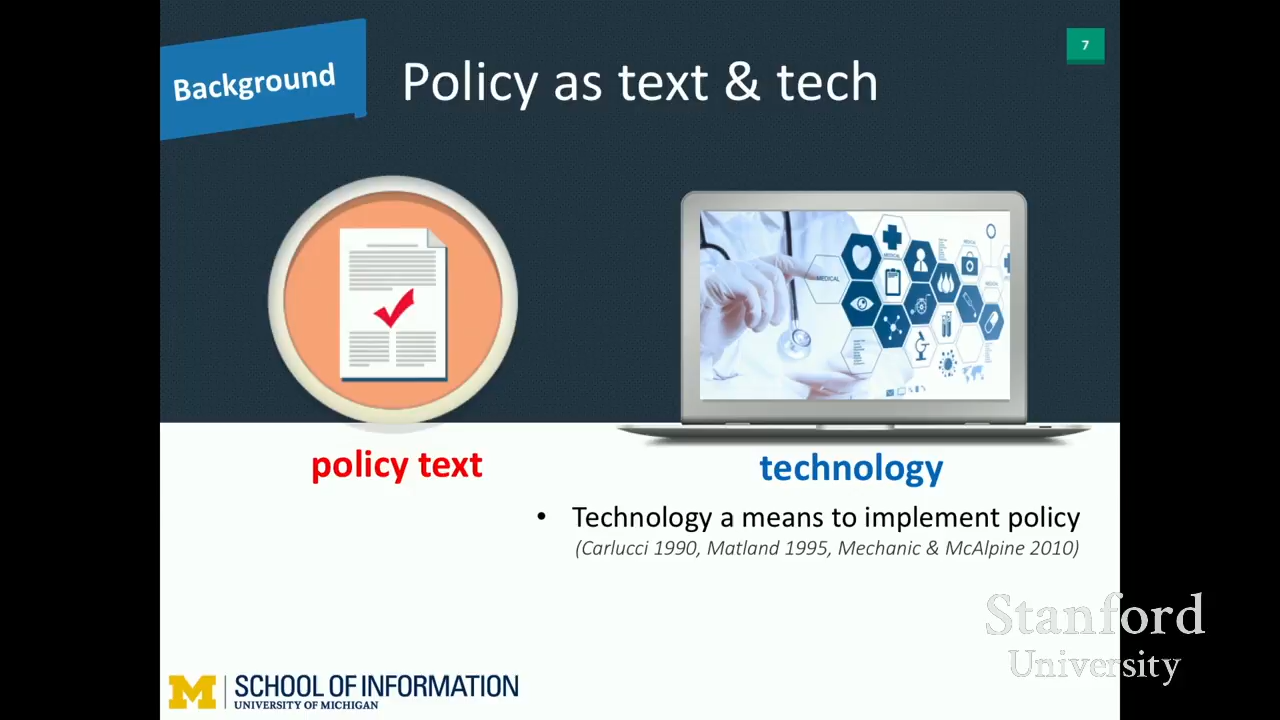 Background
Policy as text & tech
7
MEDICAL
policy text
technology
• Technology a means to implement policy
(Carlucci 1990, Matland 1995, Mechanic & McAlpine 2010)
Stanford
University
M
SCHOOL OF INFORMATION
UNIVERSITY OF MICHIGAN